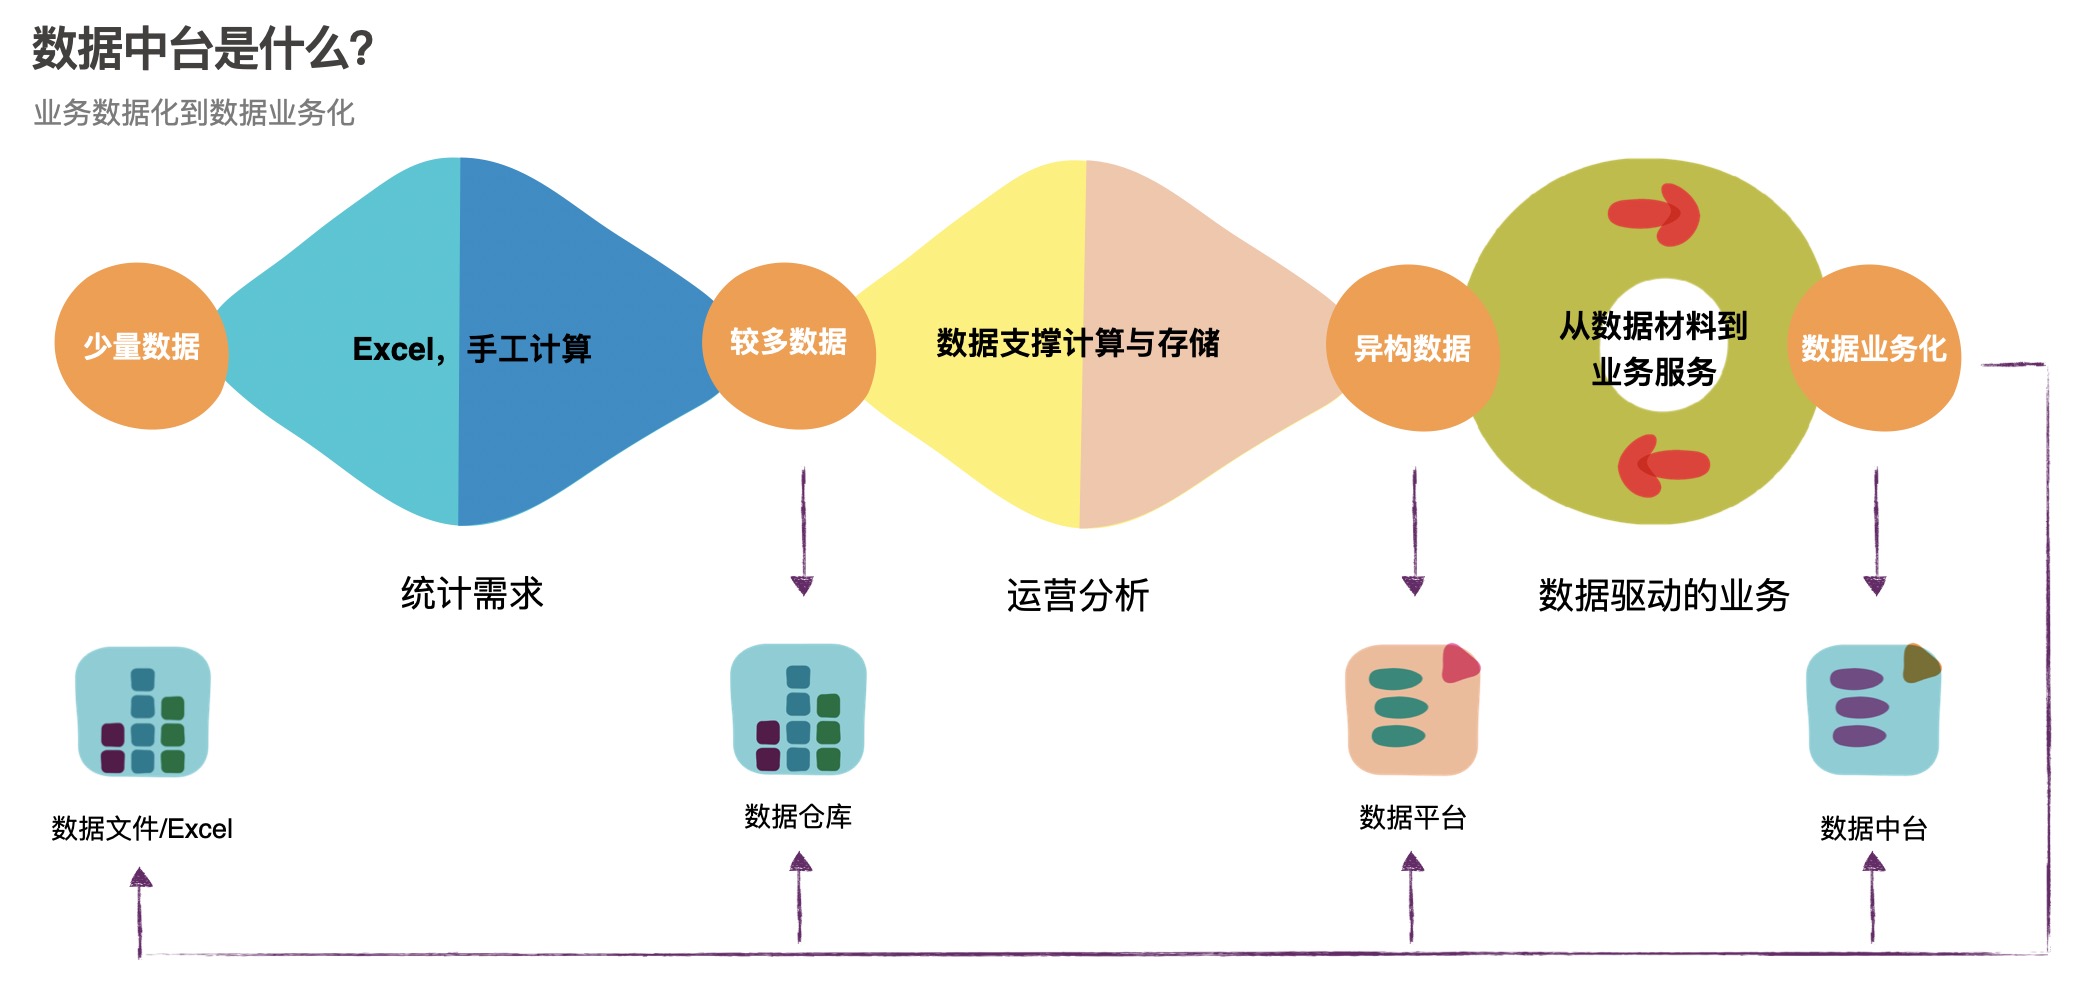 数据中台是什么?
业务数据化到数据业务化
少量数据
Excel，手工计算
较多数据
数据支撑计算与存储
异构数据
从数据材料到
业务服务
数据业务化
统计需求
运营分析
数据驱动的业务
数据文件/Excel
数据仓库
数据平台
数据中台